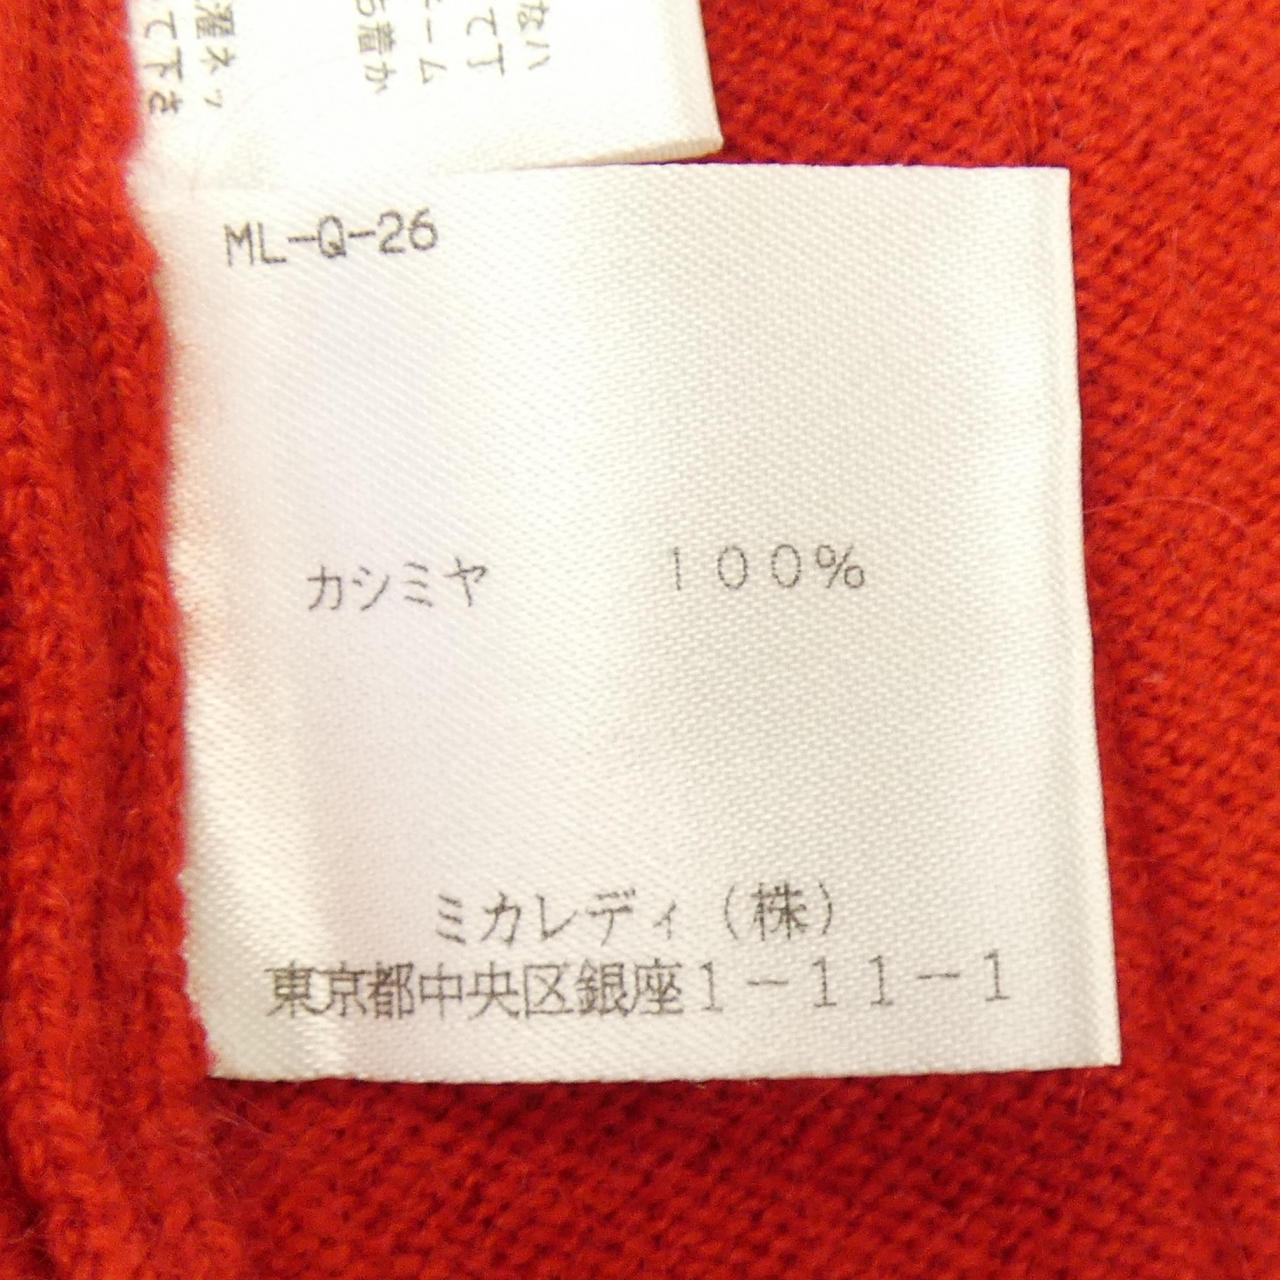 ML-Q-26
カシミヤ 100%
ミカレディ(株)
東京都中央区銀座1-11-1